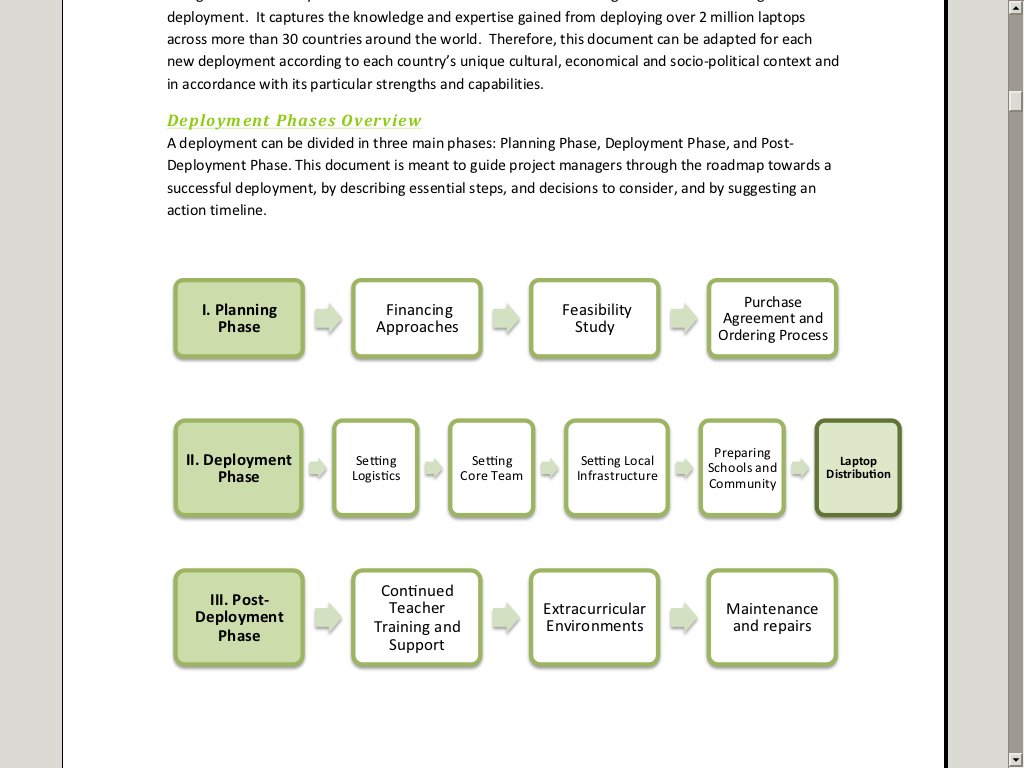 deployment.  It captures the knowledge and expertise gained from deploying over 2 million laptops
across more than 30 countries around the world.  Therefore, this document can be adapted for each
new deployment according to each country’s unique cultural, economical and socio-political context and
in accordance with its particular strengths and capabilities.
Deployment Phases Overview
A deployment can be divided in three main phases: Planning Phase, Deployment Phase, and Post-
Deployment Phase. This document is meant to guide project managers through the roadmap towards a
successful deployment, by describing essential steps, and decisions to consider, and by suggesting an
action timeline.
I. Planning
Phase
Financing
Approaches
Feasibility
Study
Purchase
Agreement and
Ordering Process
II. Deployment
Phase
Setting
Logistics
Setting
Core Team
Setting Local
Infrastructure
Preparing
Schools and
Community
Laptop
Distribution
III. Post-
Deployment
Phase
Continued
Teacher
Training and
Support
Extracurricular
Environments
Maintenance
and repairs